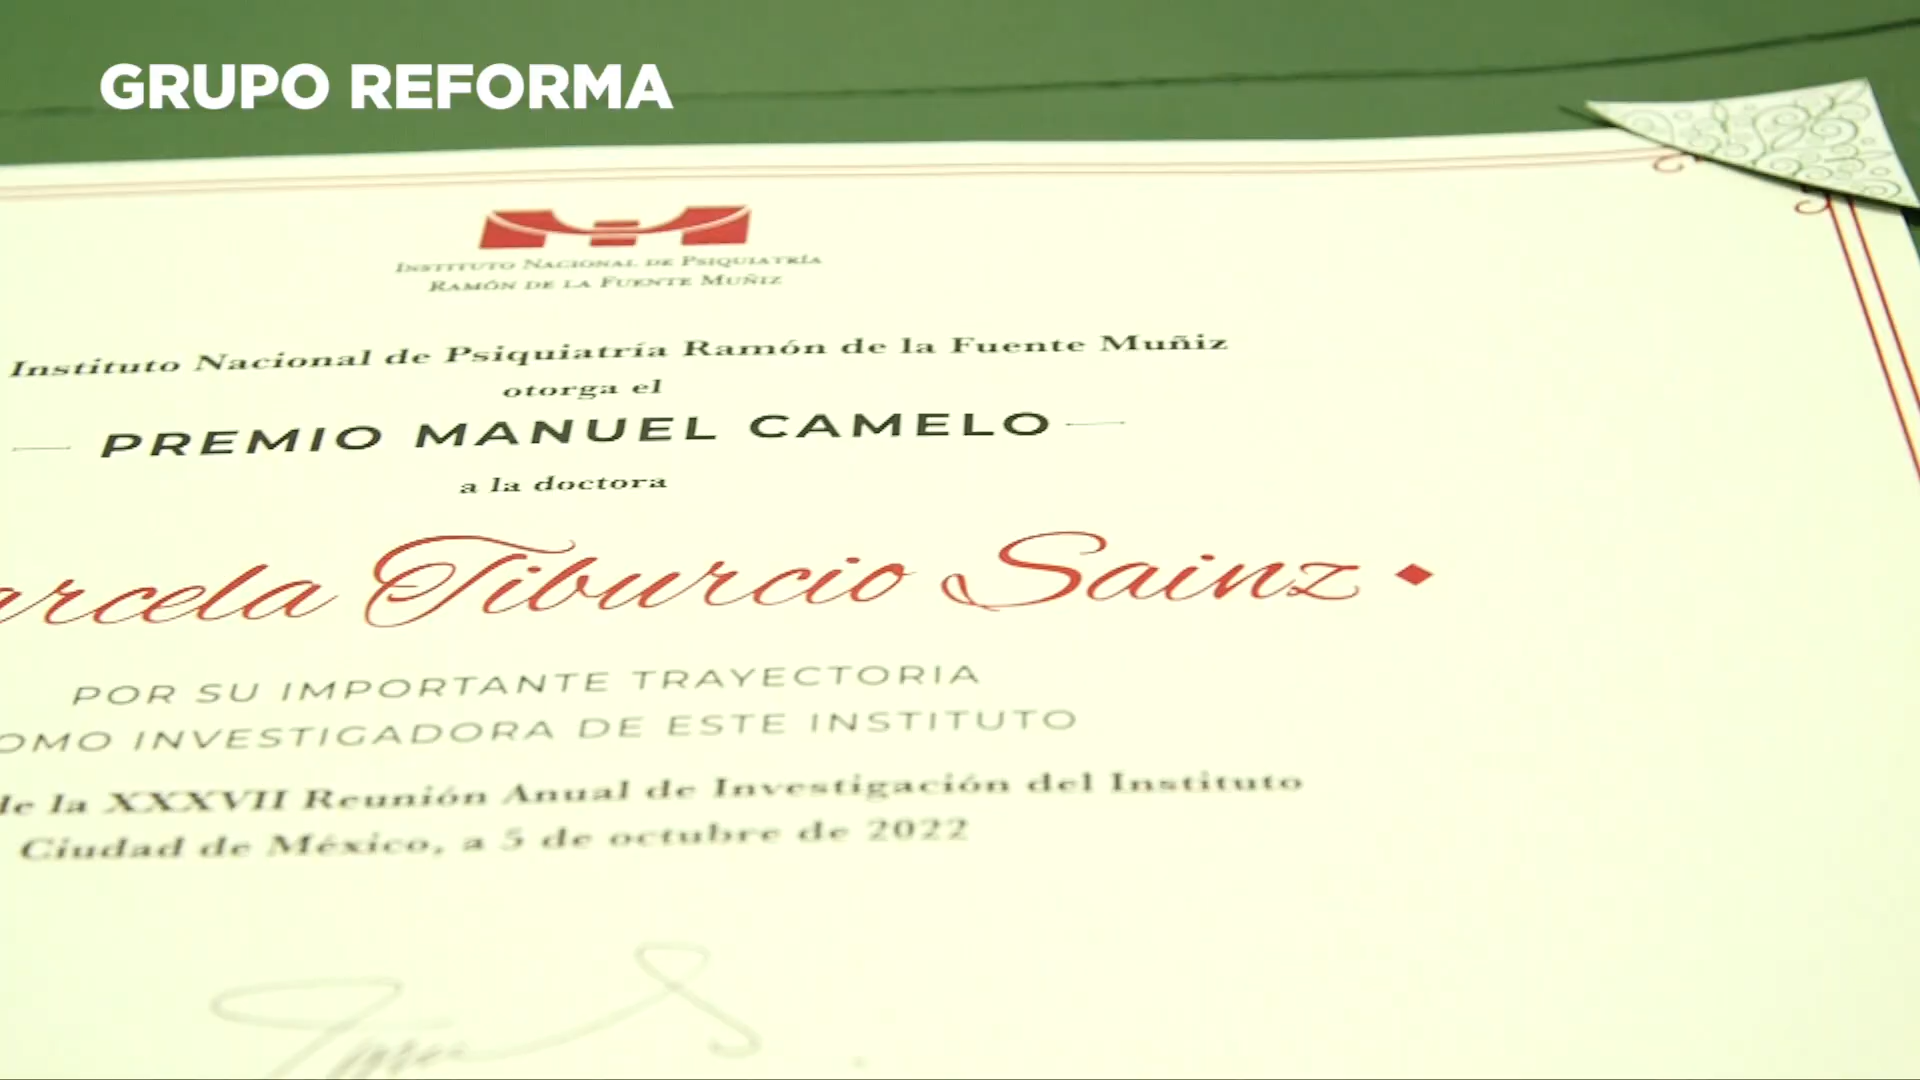 GRUPO REFORMA
INSTITUTO NACIONAL DE PSIQUIATRÍA
RAMÓN DE LA FUENTE MUÑIZ
Instituto Nacional de Psiquiatría Ramón de la Fuente Muñiz
otorga el
PREMIO MANUEL CAMELO
a la doctora
arcela Tiburcio Sainz
POR SU IMPORTANTE TRAYECTORIA
OMO INVESTIGADORA DE ESTE INSTITUTO
de la XXXVII Reunión Anual de Investigación del Instituto
Ciudad de México, a 5 de octubre de 2022